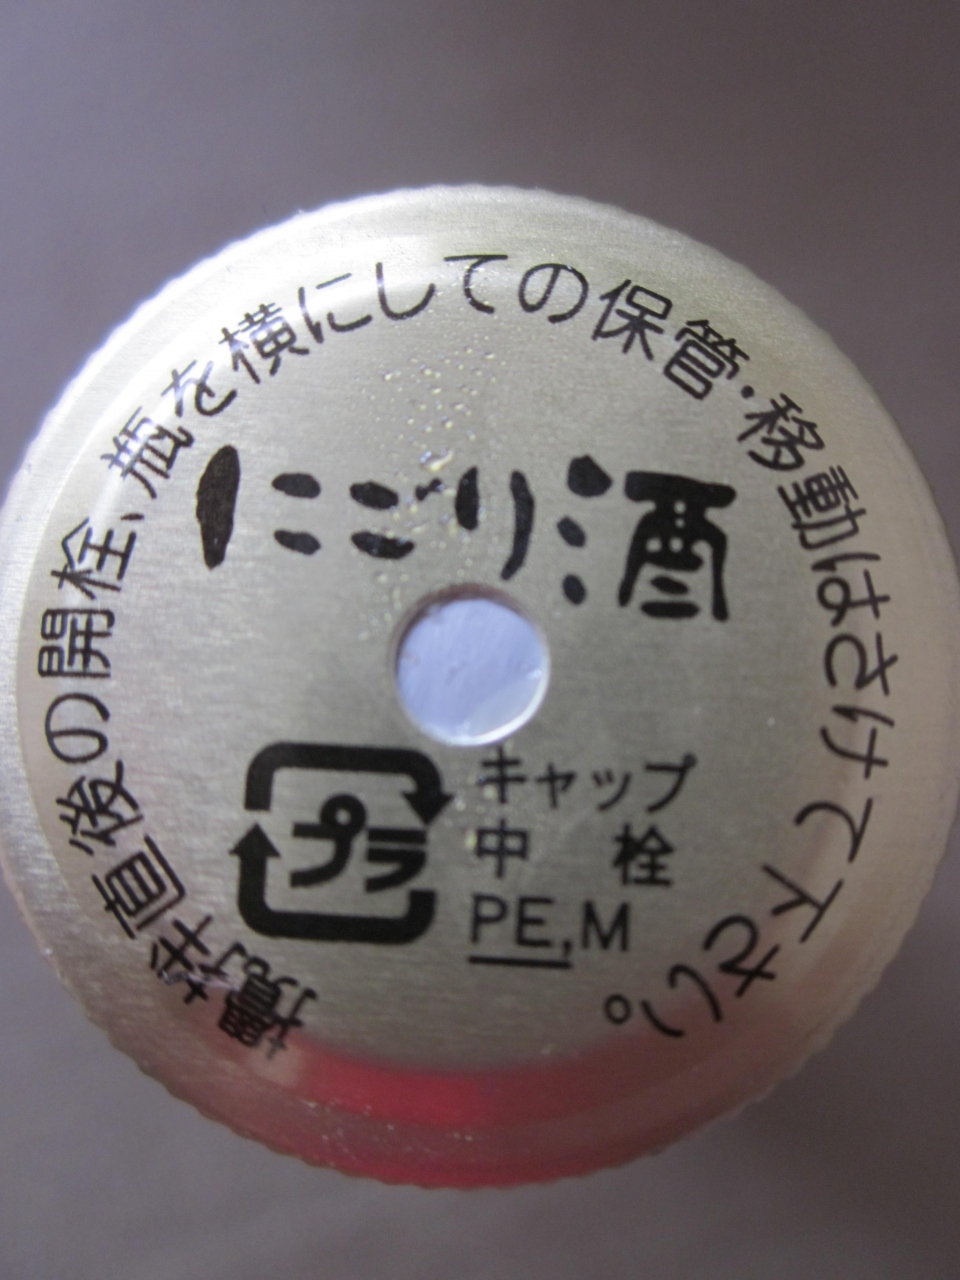 攪拌直後の開栓、瓶を横にしての保管・移動はさけて下さい。
にごり酒
プラ
キャップ
中 栓
PE,M